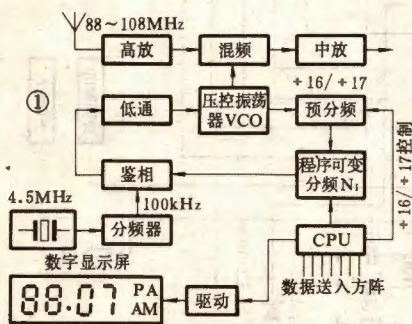 88~108MHz
高放
混频
中放
÷16/÷17
①
低通
压控振荡
器VCO
预分频
鉴相
程序可变
分频Ni
÷16/÷17控制
4.5MHz
100kHz
分频器
CPU
数字显示屏
数据送入方阵
88.07 PA
AM
驱动